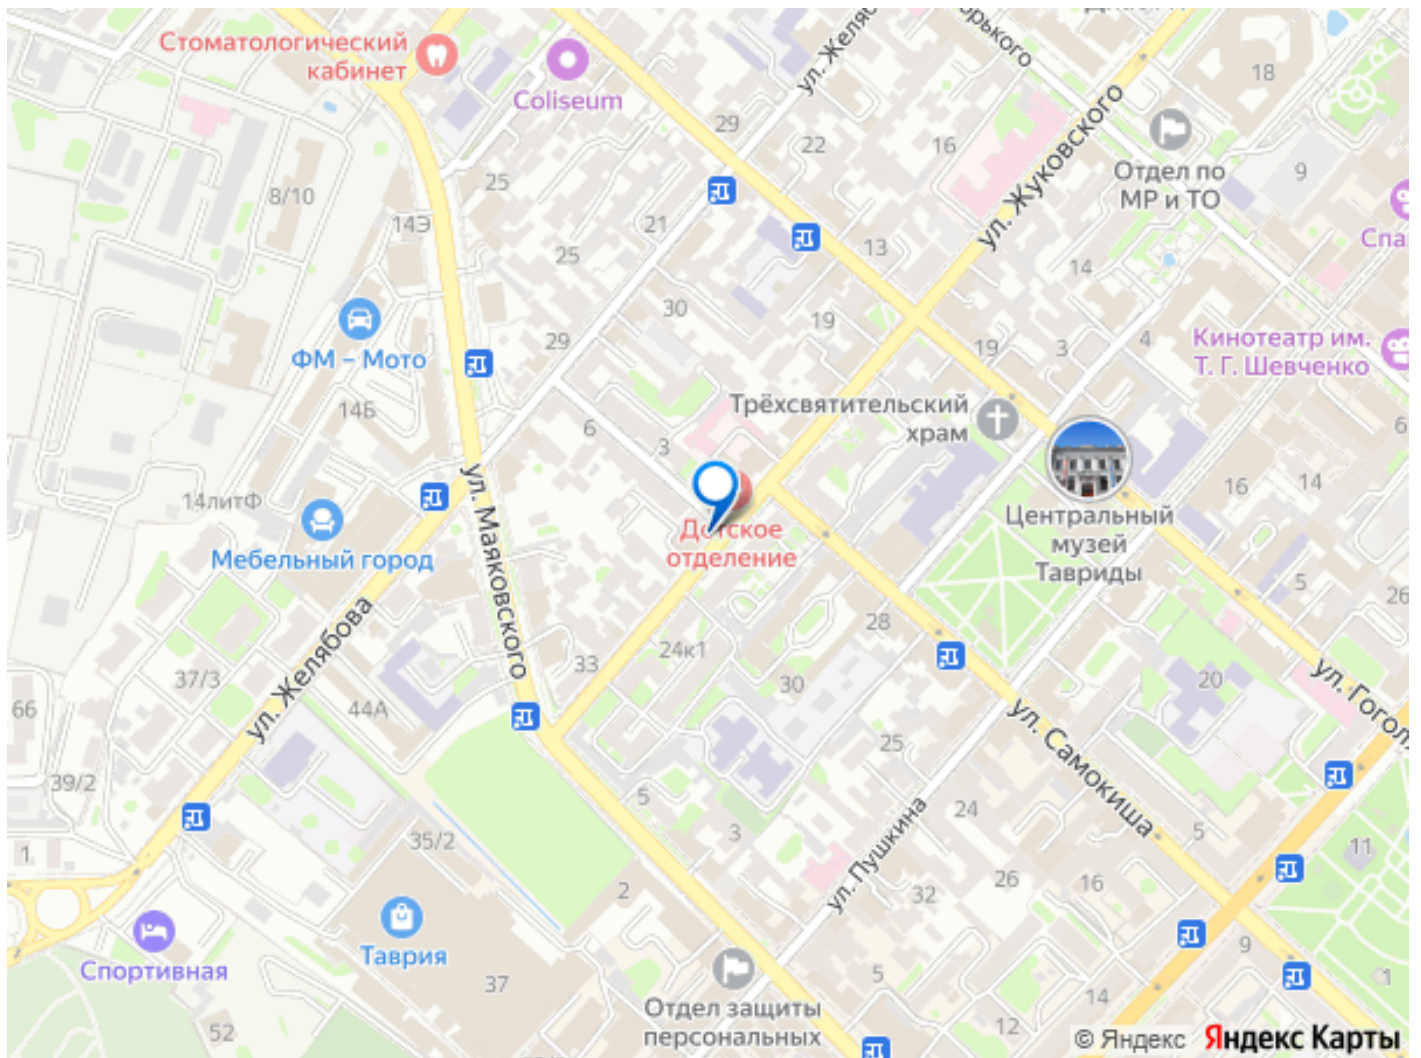 Стоматологический
кабинет
Coliseum
ул. Желяб
орького
18
29
22
16
ул. Жуковского
Отдел по
МР и ТО
9
8/10
25
14Э
21
25
13
Спа
14
30
19
ФМ – Мото
29
19
3
4
Кинотеатр им.
Т. Г. Шевченко
14Б
6
3
Трёхсвятительский
храм
6
14литФ
ул. Маяковского
16
14
Центральный
музей
Тавриды
Мебельный город
Детское
отделение
5
26
ул. Желябова
28
24к1
33
30
37/3
44А
66
20
ул. Гоголя
ул. Самокиша
25
39/2
5
3
24
5
11
1
35/2
ул. Пушкина
26
16
32
2
Таврия
Спортивная
37
9
5
1
14
Отдел защиты
персональных
12
52
© Яндекс Яндекс Карты